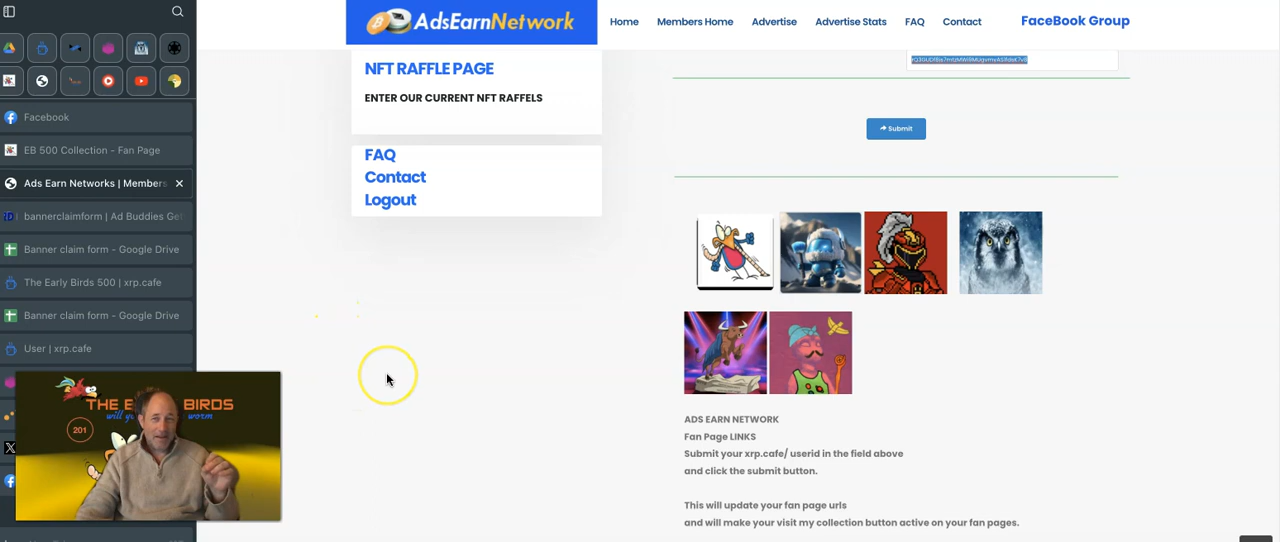 AdsEarnNetwork
Home Members Home Advertise Advertise Stats FAQ Contact FaceBook Group
NFT RAFFLE PAGE
ENTER OUR CURRENT NFT RAFFELS
Submit
FAQ
Contact
Logout
Facebook
EB 500 Collection - Fan Page
Ads Earn Networks | Members
bannerclaimform | Ad Buddies Get
Banner claim form - Google Drive
The Early Birds 500 | xrp.cafe
Banner claim form - Google Drive
User | xrp.cafe
THE BIRDS
will worm
201
ADS EARN NETWORK
Fan Page LINKS
Submit your xrp.cafe/ userid in the field above
and click the submit button.
This will update your fan page urls
and will make your visit my collection button active on your fan pages.